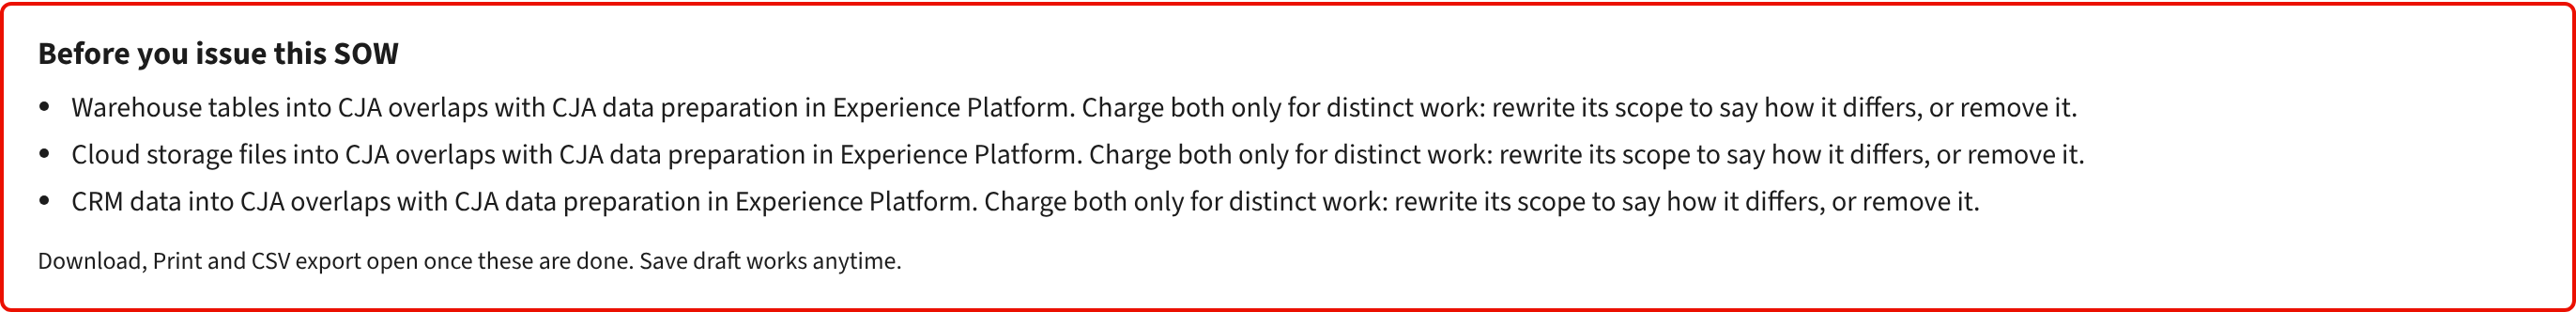 Before you issue this SOW
• Warehouse tables into CJA overlaps with CJA data preparation in Experience Platform. Charge both only for distinct work: rewrite its scope to say how it differs, or remove it.
• Cloud storage files into CJA overlaps with CJA data preparation in Experience Platform. Charge both only for distinct work: rewrite its scope to say how it differs, or remove it.
• CRM data into CJA overlaps with CJA data preparation in Experience Platform. Charge both only for distinct work: rewrite its scope to say how it differs, or remove it.
Download, Print and CSV export open once these are done. Save draft works anytime.